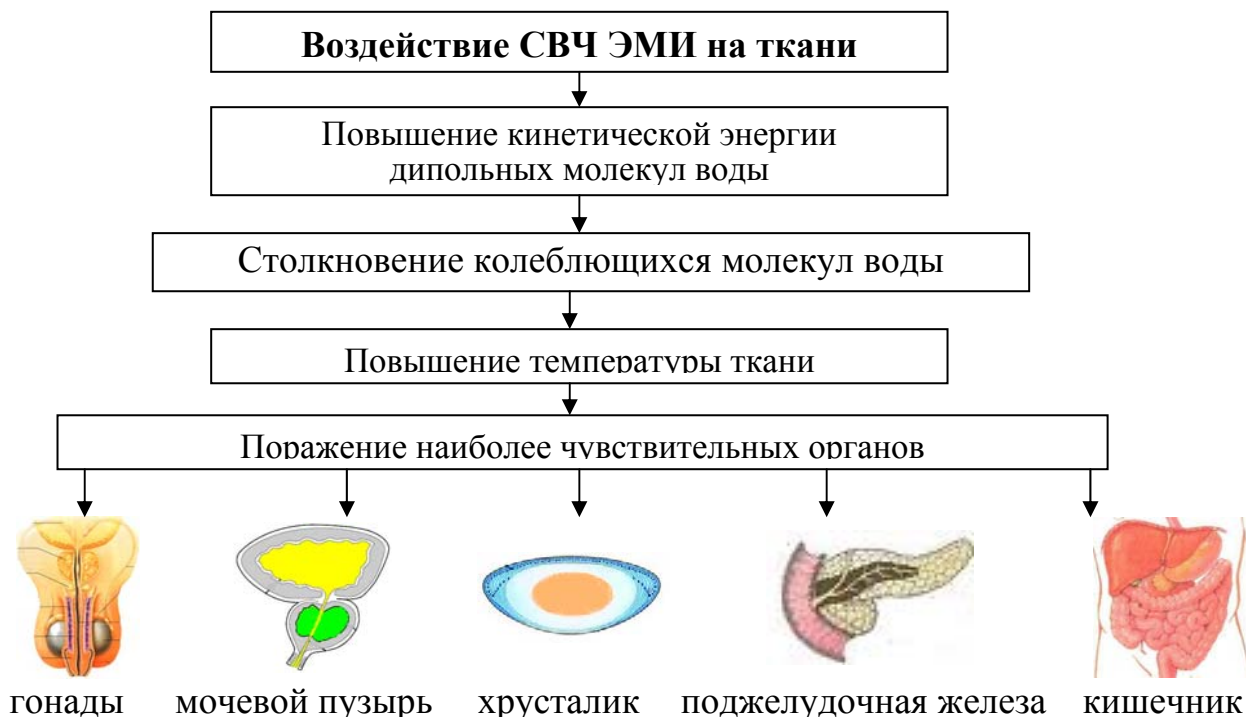 Воздействие СВЧ ЭМИ на ткани
Повышение кинетической энергии
дипольных молекул воды
Столкновение колеблющихся молекул воды
Повышение температуры ткани
Поражение наиболее чувствительных органов
гонады мочевой пузырь хрусталик поджелудочная железа кишечник